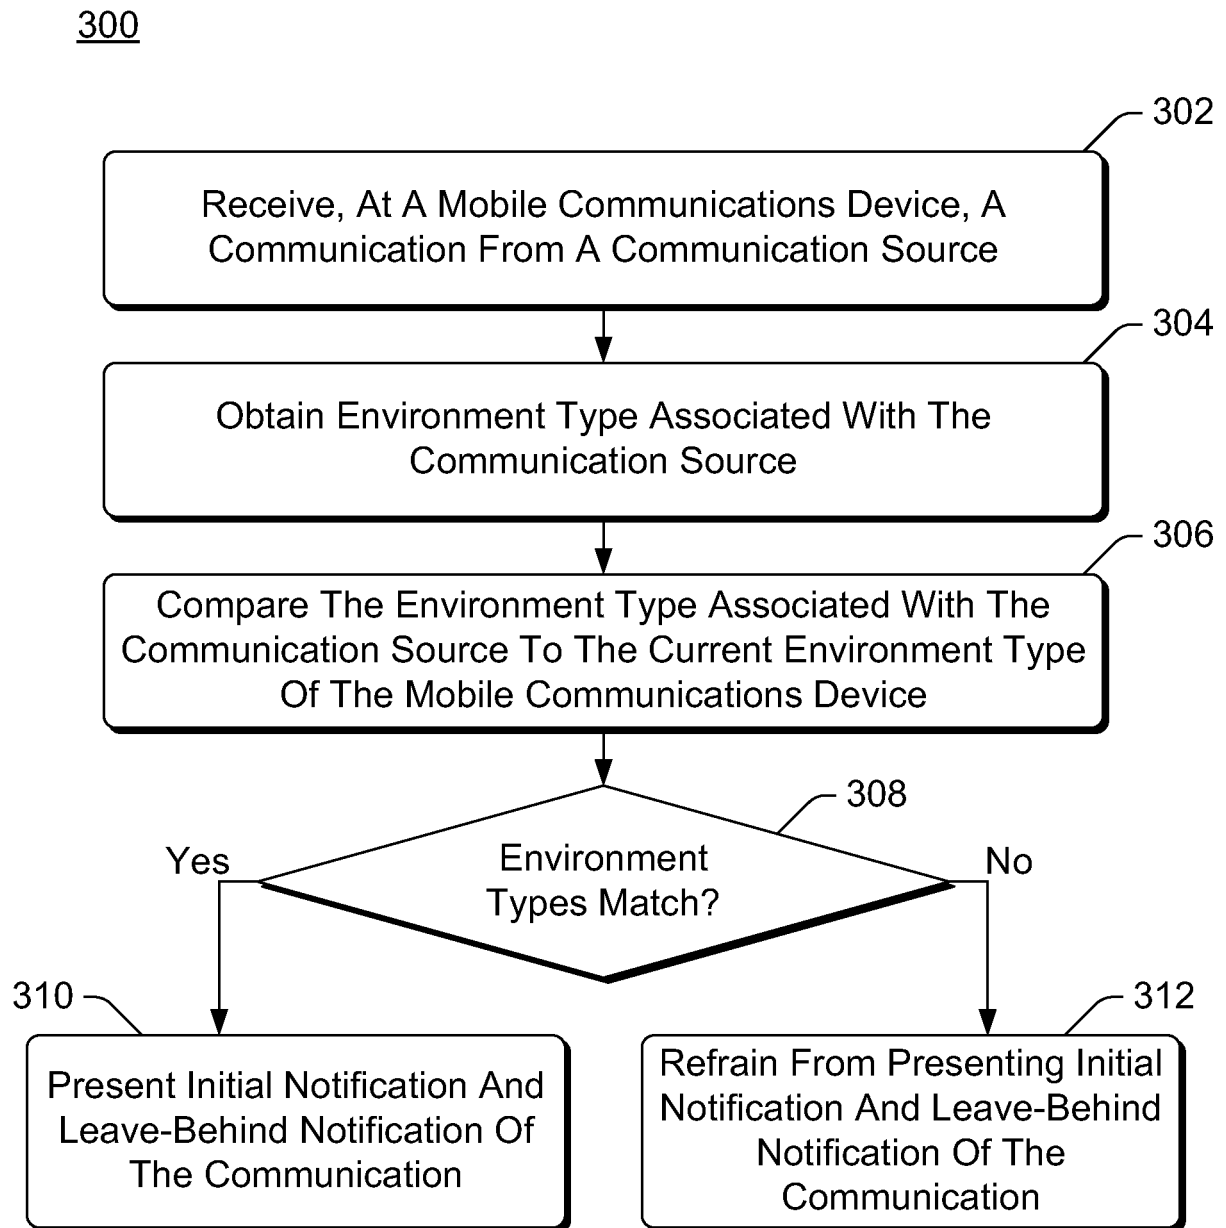 300
302
Receive, At A Mobile Communications Device, A
Communication From A Communication Source
304
Obtain Environment Type Associated With The
Communication Source
306
Compare The Environment Type Associated With The
Communication Source To The Current Environment Type
Of The Mobile Communications Device
308
Yes
Environment
Types Match?
No
310
Present Initial Notification And
Leave-Behind Notification Of
The Communication
312
Refrain From Presenting Initial
Notification And Leave-Behind
Notification Of The
Communication